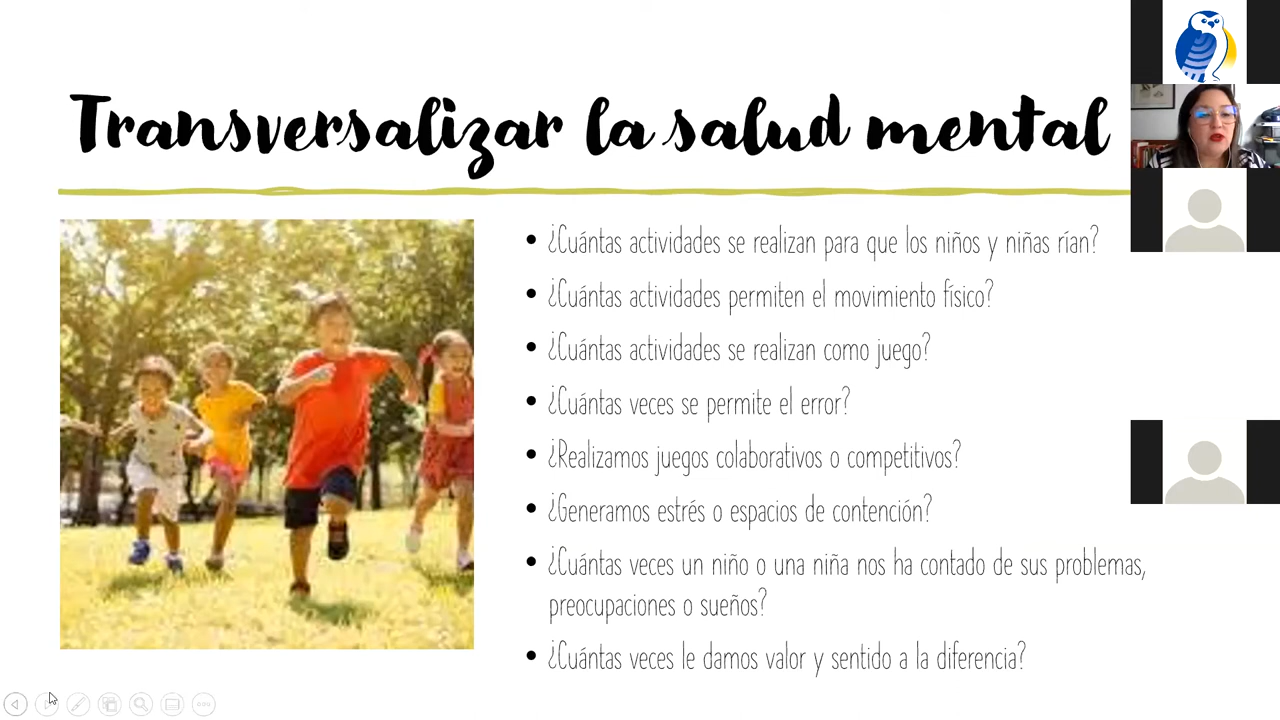 Transversalizar la salud mental
• ¿Cuántas actividades se realizan para que los niños y niñas rían?
• ¿Cuántas actividades permiten el movimiento físico?
• ¿Cuántas actividades se realizan como juego?
• ¿Cuántas veces se permite el error?
• ¿Realizamos juegos colaborativos o competitivos?
• ¿Generamos estrés o espacios de contención?
• ¿Cuántas veces un niño o una niña nos ha contado de sus problemas,
preocupaciones o sueños?
• ¿Cuántas veces le damos valor y sentido a la diferencia?